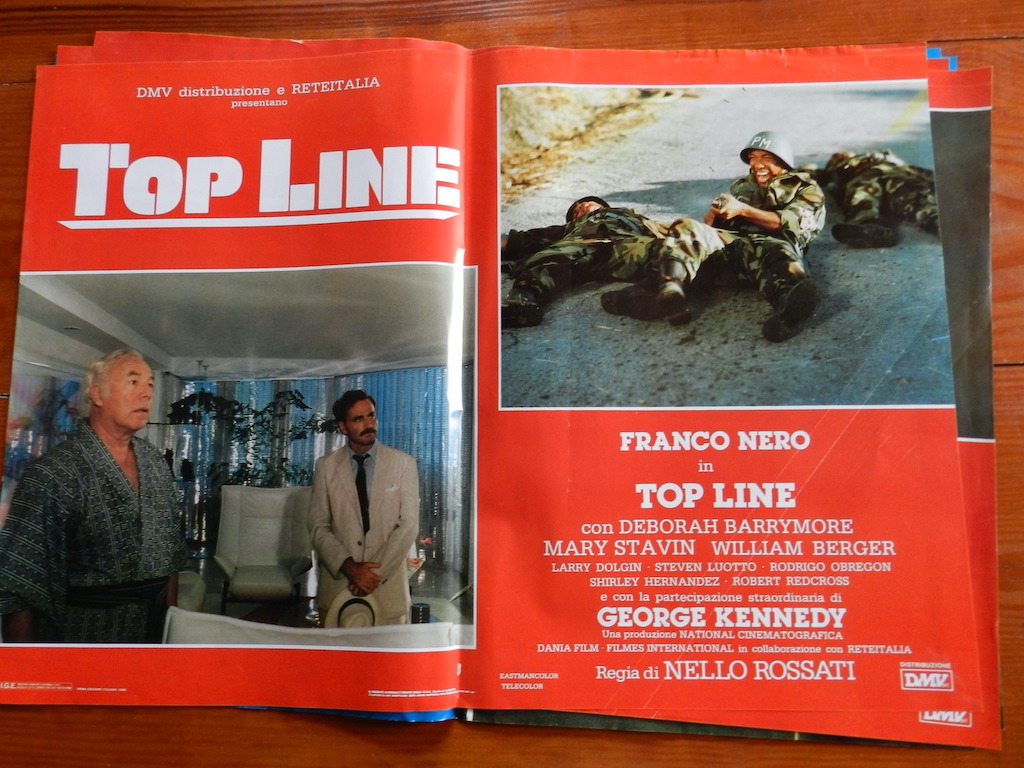 DMV distribuzione e RETEITALIA
presentano
TOP LINE
PM
FRANCO NERO
in
TOP LINE
con DEBORAH BARRYMORE
MARY STAVIN WILLIAM BERGER
LARRY DOLGIN · STEVEN LUOTTO · RODRIGO OBREGON
SHIRLEY HERNANDEZ · ROBERT REDCROSS
e con la partecipazione straordinaria di
GEORGE KENNEDY
Una produzione NATIONAL CINEMATOGRAFICA
DANIA FILM · FILMES INTERNATIONAL in collaborazione con RETEITALIA
Regia di NELLO ROSSATI
EASTMANCOLOR
TELECOLOR
DISTRIBUZIONE
DMV
DMV